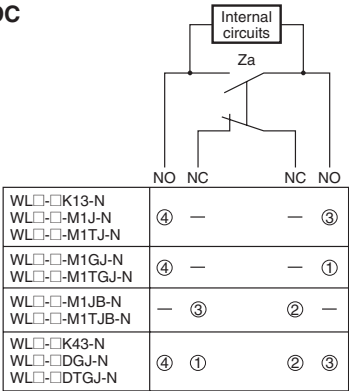 DC
Internal
circuits
Za
NO NC NC NO
WL□-□K13-N
WL□-□-M1J-N
WL□-□-M1TJ-N
④ — — ③
WL□-□-M1GJ-N
WL□-□-M1TGJ-N
④ — — ①
WL□-□-M1JB-N
WL□-□-M1TJB-N
— ③ ② —
WL□-□K43-N
WL□-□DGJ-N
WL□-□DTGJ-N
④ ① ② ③